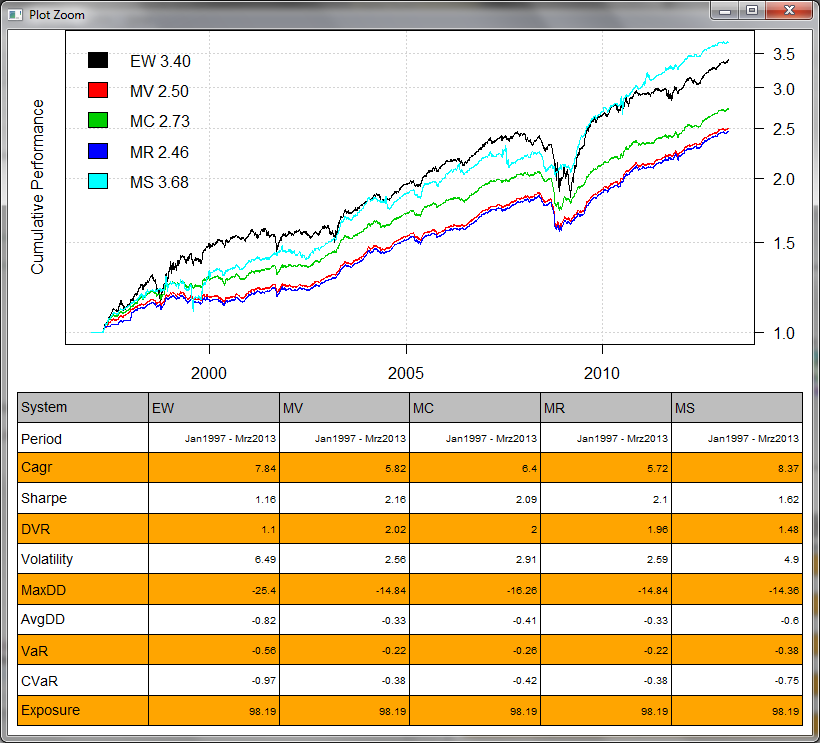 Plot Zoom
EW 3.40
MV 2.50
MC 2.73
MR 2.46
MS 3.68
Cumulative Performance
3.5
3.0
2.5
2.0
1.5
1.0
2000 2005 2010
System EW MV MC MR MS
Period Jan1997 - Mrz2013 Jan1997 - Mrz2013 Jan1997 - Mrz2013 Jan1997 - Mrz2013 Jan1997 - Mrz2013
Cagr 7.84 5.82 6.4 5.72 8.37
Sharpe 1.16 2.16 2.09 2.1 1.62
DVR 1.1 2.02 2 1.96 1.48
Volatility 6.49 2.56 2.91 2.59 4.9
MaxDD -25.4 -14.84 -16.26 -14.84 -14.36
AvgDD -0.82 -0.33 -0.41 -0.33 -0.6
VaR -0.56 -0.22 -0.26 -0.22 -0.38
CVaR -0.97 -0.38 -0.42 -0.38 -0.75
Exposure 98.19 98.19 98.19 98.19 98.19